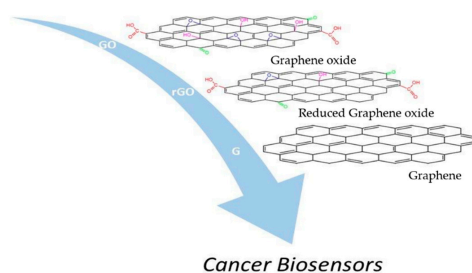 GO
Graphene oxide
rGO
Reduced Graphene oxide
G
Graphene
Cancer Biosensors